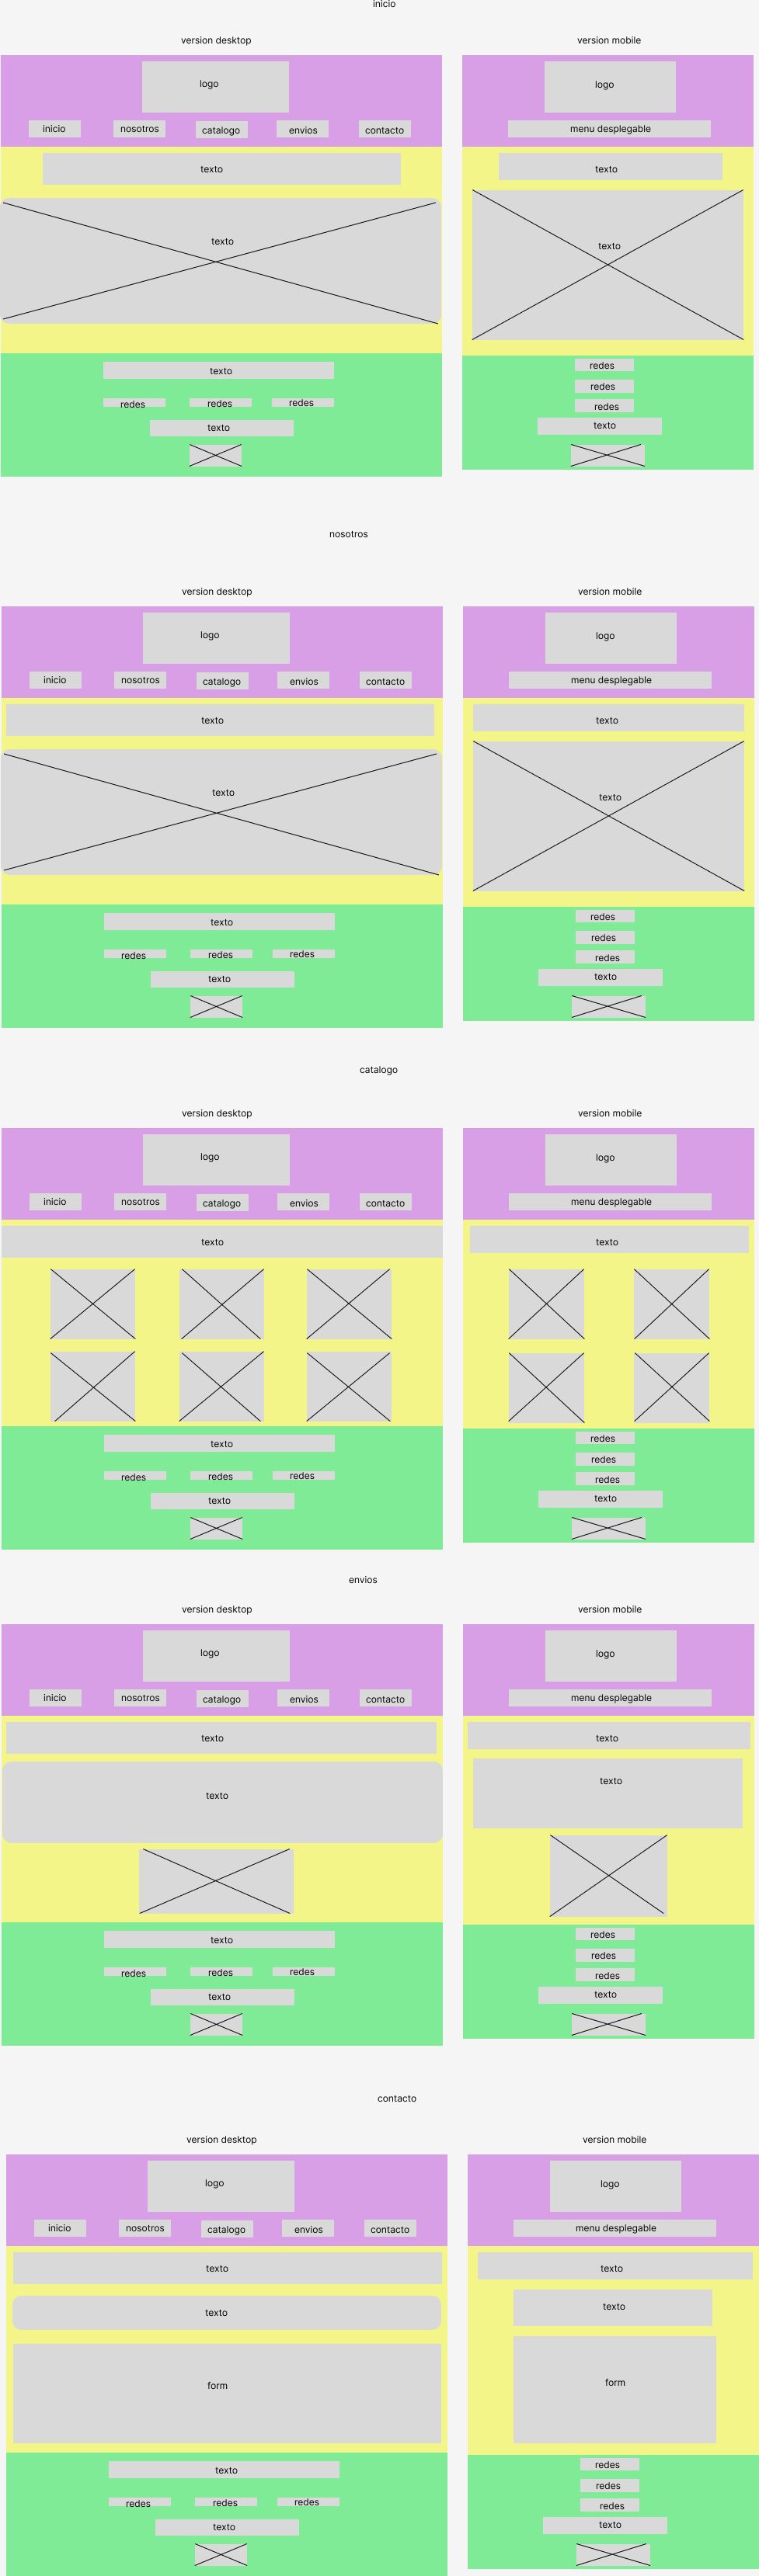 inicio
version desktop
version mobile
logo
logo
inicio nosotros catalogo envios contacto
menu desplegable
texto
texto
texto
texto
texto
redes
redes
redes
redes redes redes
texto
texto
nosotros
version desktop
version mobile
logo
logo
inicio nosotros catalogo envios contacto
menu desplegable
texto
texto
texto
texto
texto
redes
redes
redes
redes redes redes
texto
texto
catalogo
version desktop
version mobile
logo
logo
inicio nosotros catalogo envios contacto
menu desplegable
texto
texto
texto
redes
redes
redes
redes redes redes
texto
texto
envios
version desktop
version mobile
logo
logo
inicio nosotros catalogo envios contacto
menu desplegable
texto
texto
texto
texto
texto
redes
redes
redes
redes redes redes
texto
texto
contacto
version desktop
version mobile
logo
logo
inicio nosotros catalogo envios contacto
menu desplegable
texto
texto
texto
texto
form
form
texto
redes
redes
redes
redes redes redes
texto
texto